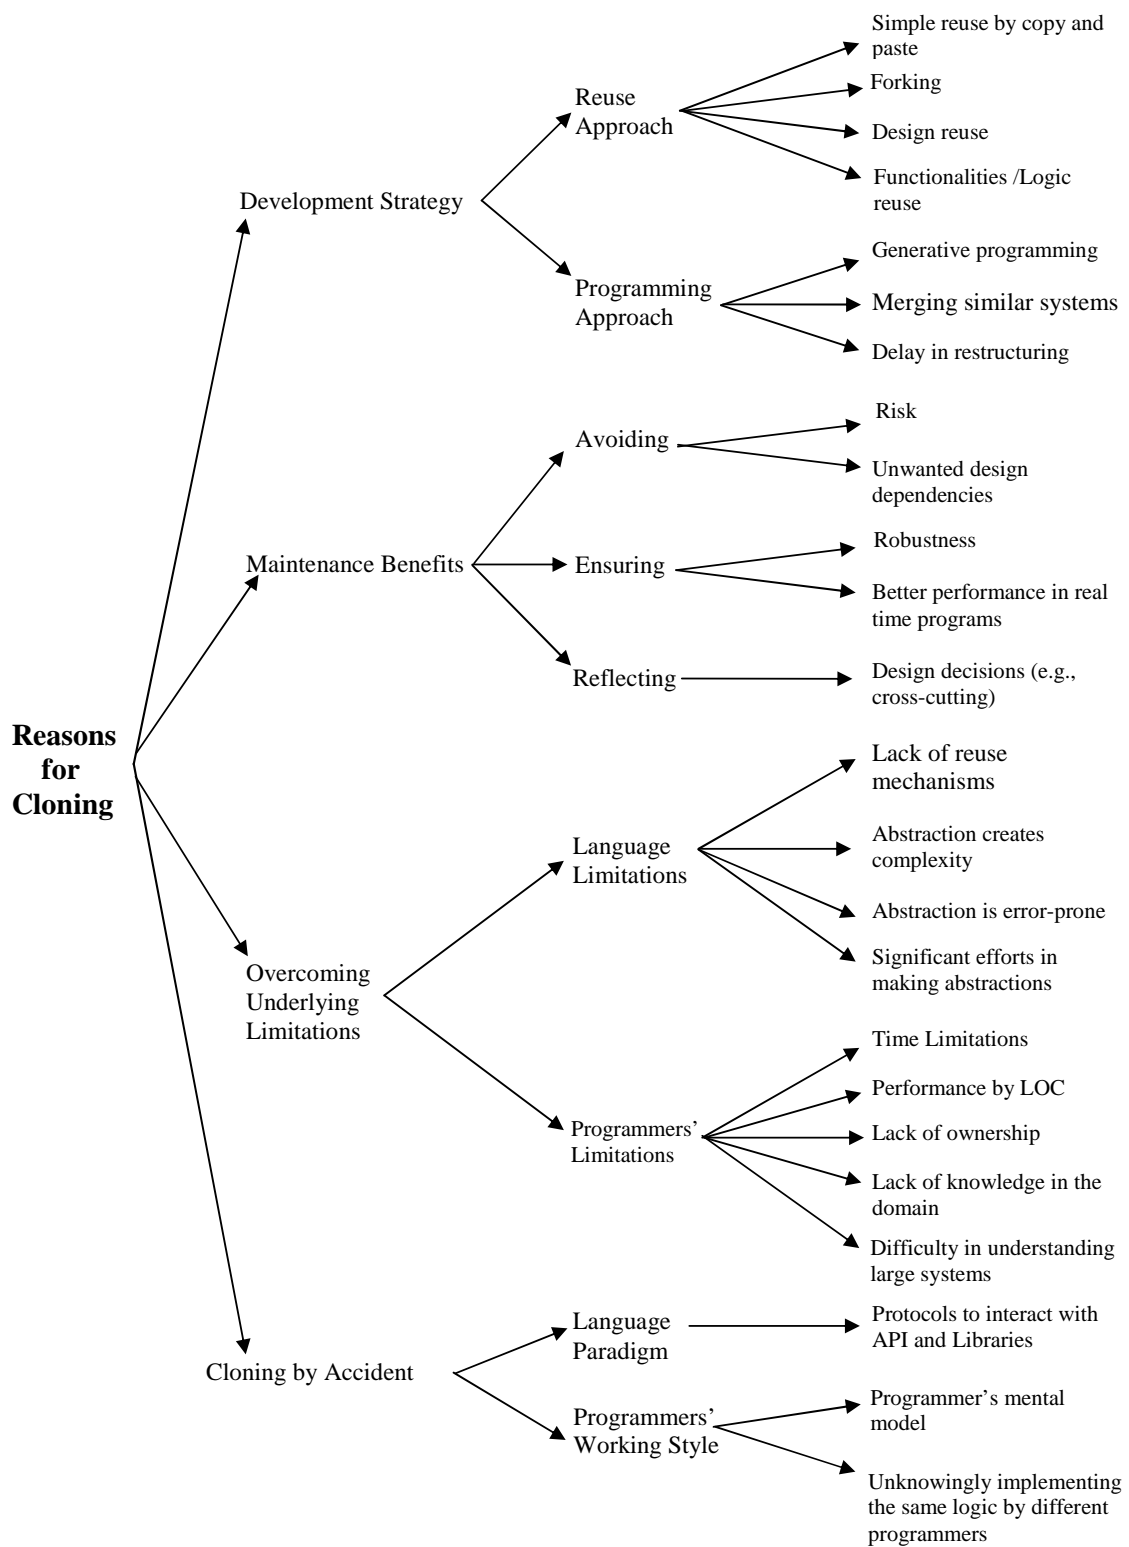 Reasons
for
Cloning
Development Strategy
Reuse
Approach
Simple reuse by copy and
paste
Forking
Design reuse
Functionalities /Logic
reuse
Programming
Approach
Generative programming
Merging similar systems
Delay in restructuring
Maintenance Benefits
Avoiding
Risk
Unwanted design
dependencies
Ensuring
Robustness
Better performance in real
time programs
Reflecting
Design decisions (e.g.,
cross-cutting)
Overcoming
Underlying
Limitations
Language
Limitations
Lack of reuse
mechanisms
Abstraction creates
complexity
Abstraction is error-prone
Significant efforts in
making abstractions
Programmers’
Limitations
Time Limitations
Performance by LOC
Lack of ownership
Lack of knowledge in the
domain
Difficulty in understanding
large systems
Cloning by Accident
Language
Paradigm
Protocols to interact with
API and Libraries
Programmers’
Working Style
Programmer’s mental
model
Unknowingly implementing
the same logic by different
programmers